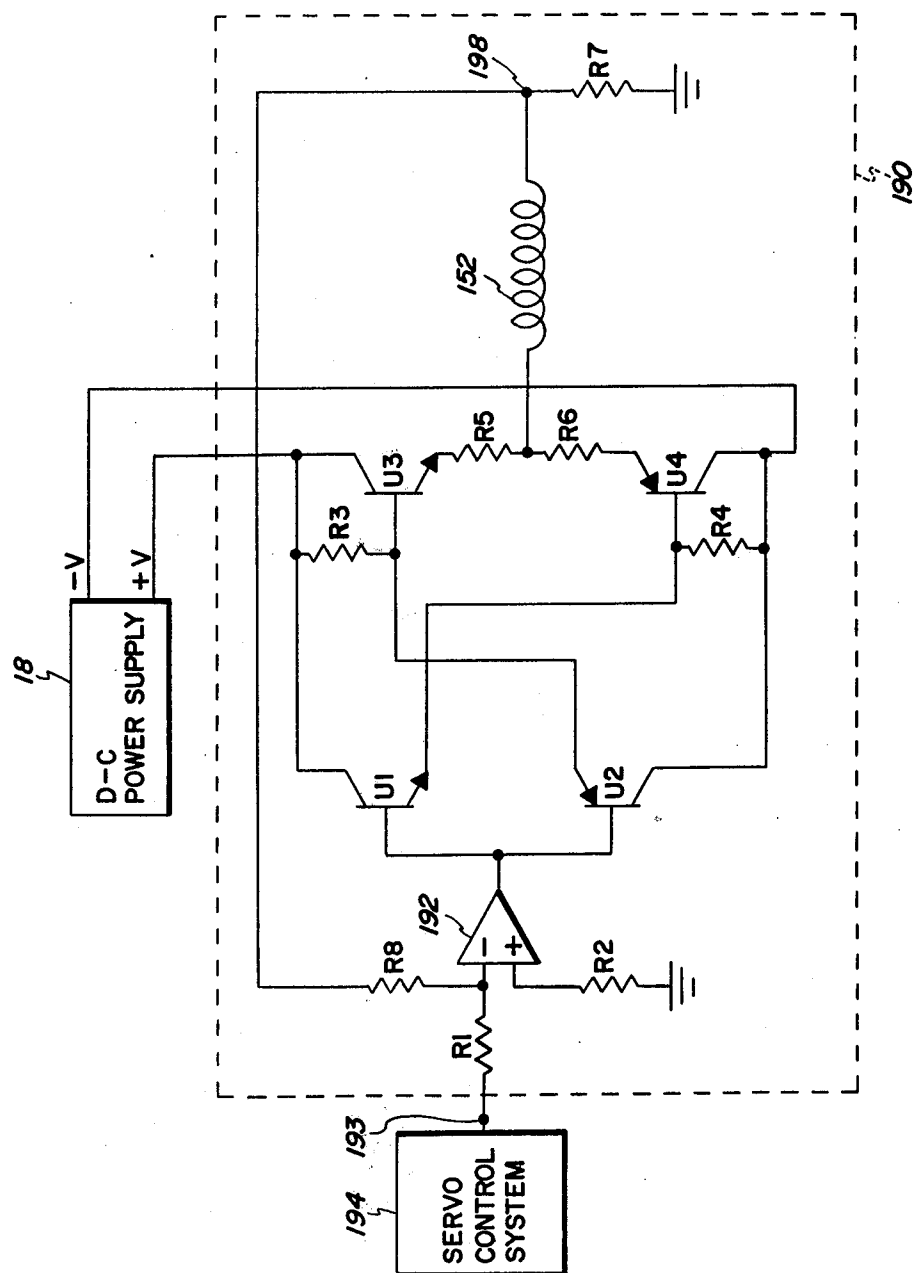 18
D-C
POWER SUPPLY
-V
+V
198
R7
152
U3
R5
R3
R6
U4
R4
U1
U2
192
R8
-
+
R2
R1
193
194
SERVO
CONTROL
SYSTEM
190